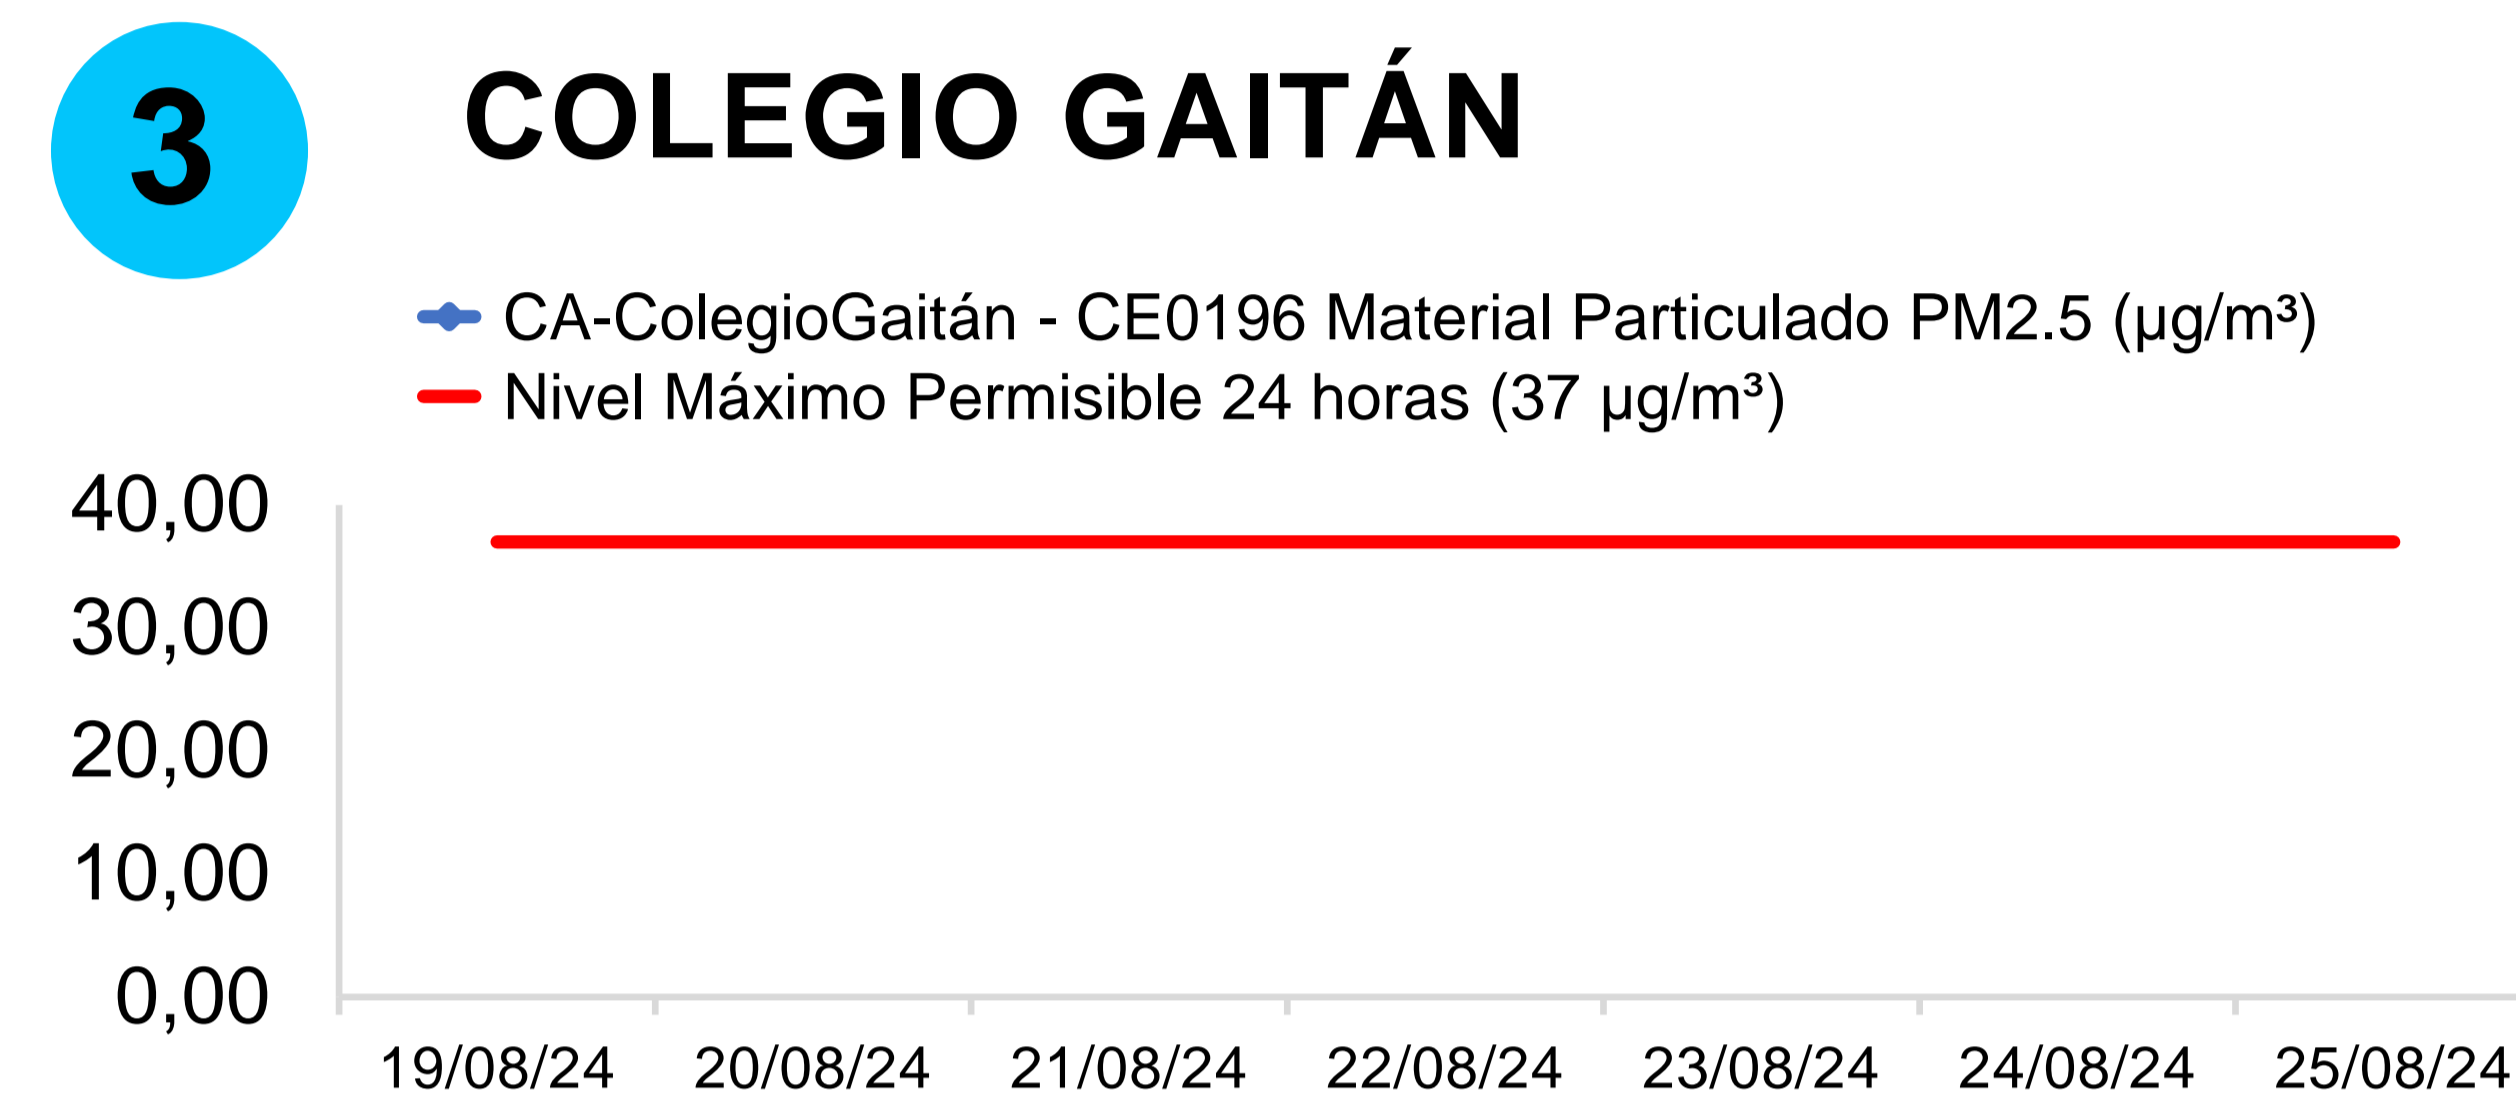 3
COLEGIO GAITÁN
CA-ColegioGaitán - CE0196 Material Particulado PM2.5 (µg/m³)
Nivel Máximo Permisible 24 horas (37 µg/m³)
40,00
30,00
20,00
10,00
0,00
19/08/24 20/08/24 21/08/24 22/08/24 23/08/24 24/08/24 25/08/24